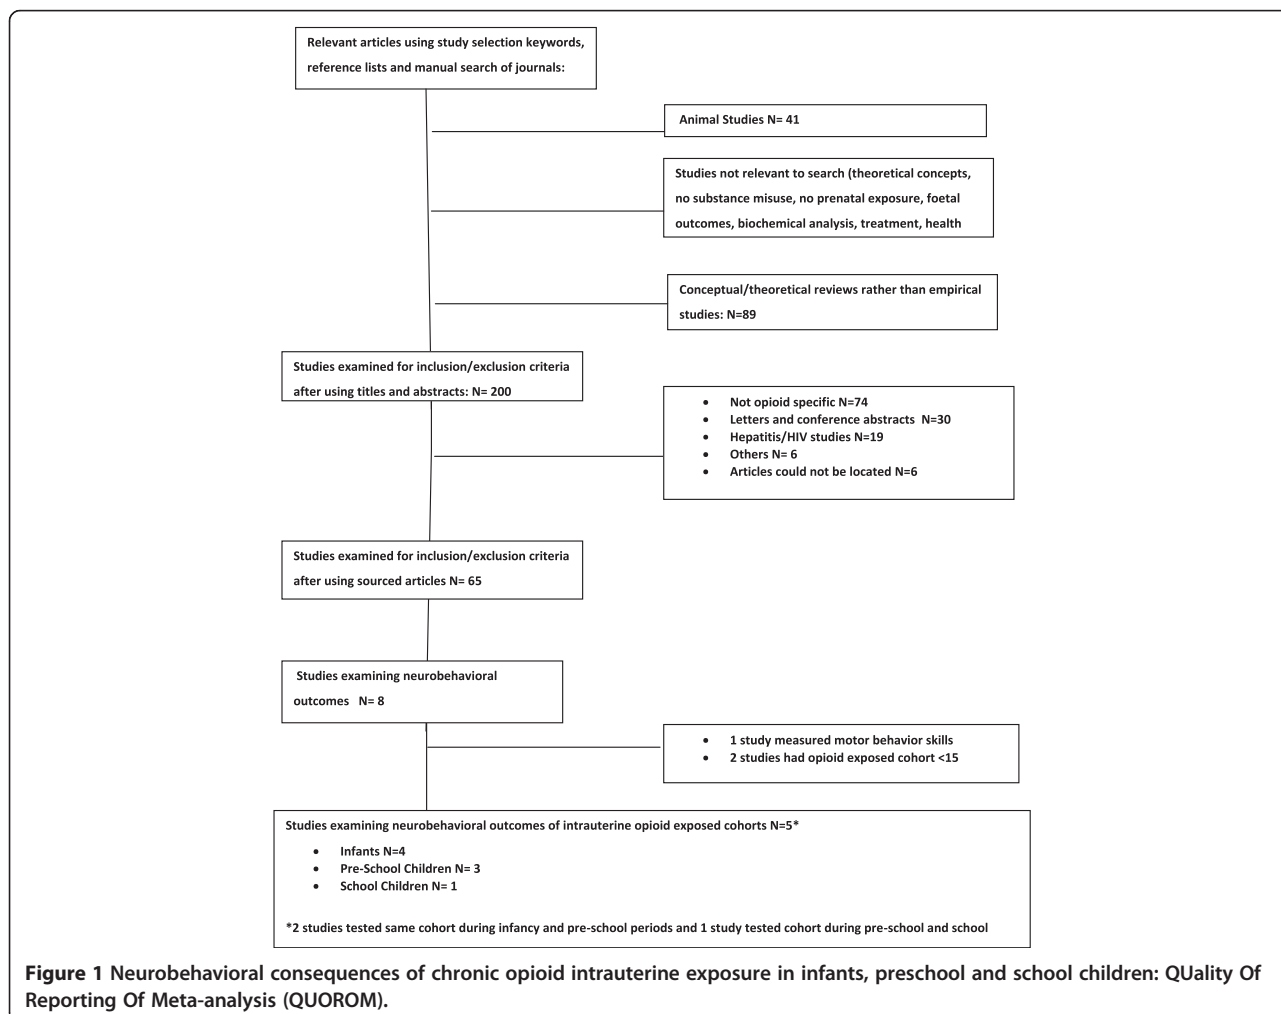 Relevant articles using study selection keywords,
reference lists and manual search of journals:
Animal Studies N= 41
Studies not relevant to search (theoretical concepts,
no substance misuse, no prenatal exposure, foetal
outcomes, biochemical analysis, treatment, health
Conceptual/theoretical reviews rather than empirical
studies: N=89
Studies examined for inclusion/exclusion criteria
after using titles and abstracts: N= 200
• Not opioid specific N=74
• Letters and conference abstracts N=30
• Hepatitis/HIV studies N=19
• Others N= 6
• Articles could not be located N=6
Studies examined for inclusion/exclusion criteria
after using sourced articles N= 65
Studies examining neurobehavioral
outcomes N= 8
• 1 study measured motor behavior skills
• 2 studies had opioid exposed cohort <15
Studies examining neurobehavioral outcomes of intrauterine opioid exposed cohorts N=5*
• Infants N=4
• Pre-School Children N= 3
• School Children N= 1
*2 studies tested same cohort during infancy and pre-school periods and 1 study tested cohort during pre-school and school
Figure 1 Neurobehavioral consequences of chronic opioid intrauterine exposure in infants, preschool and school children: QUality Of
Reporting Of Meta-analysis (QUOROM).